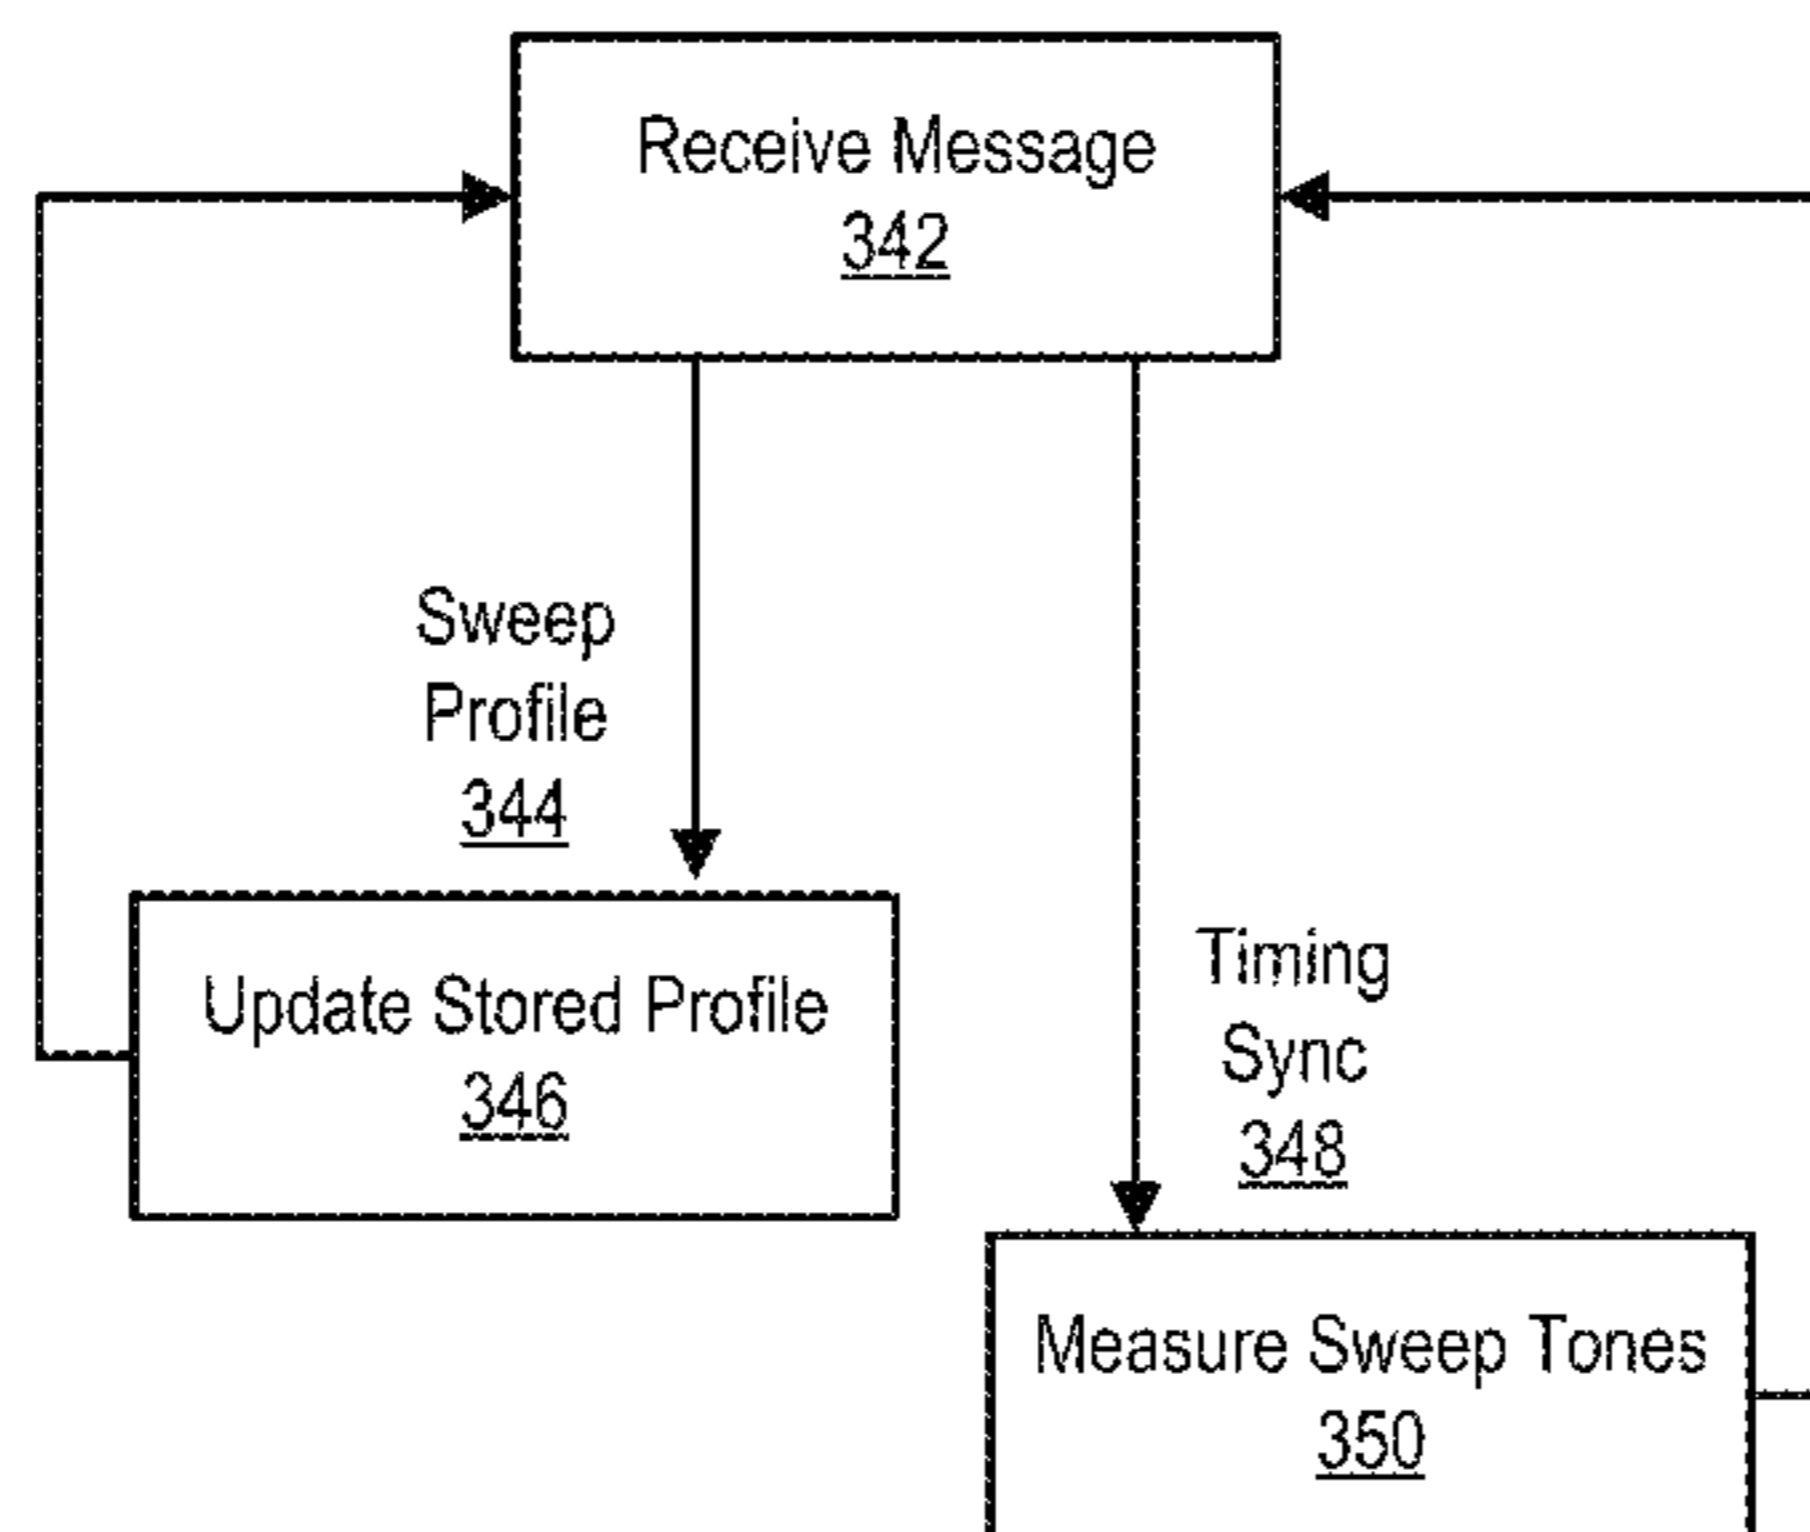 Receive Message
342
Sweep
Profile
344
Update Stored Profile
346
Timing
Sync
348
Measure Sweep Tones
350